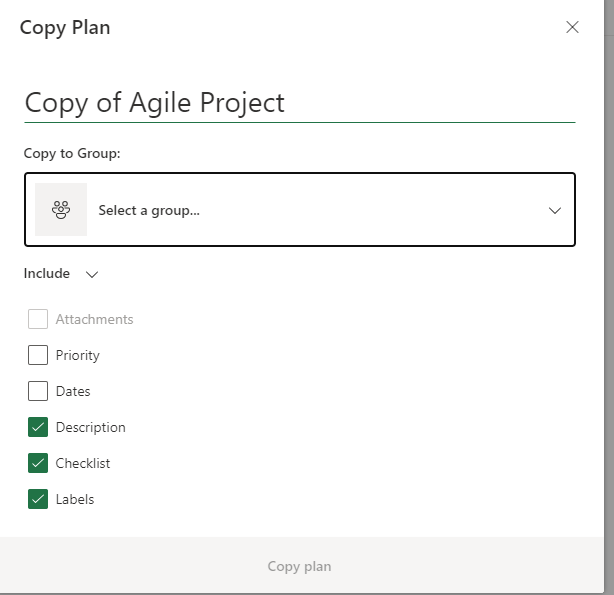 Copy Plan
Copy of Agile Project
Copy to Group:
Select a group...
Include
Attachments
Priority
Dates
Description
Checklist
Labels
Copy plan